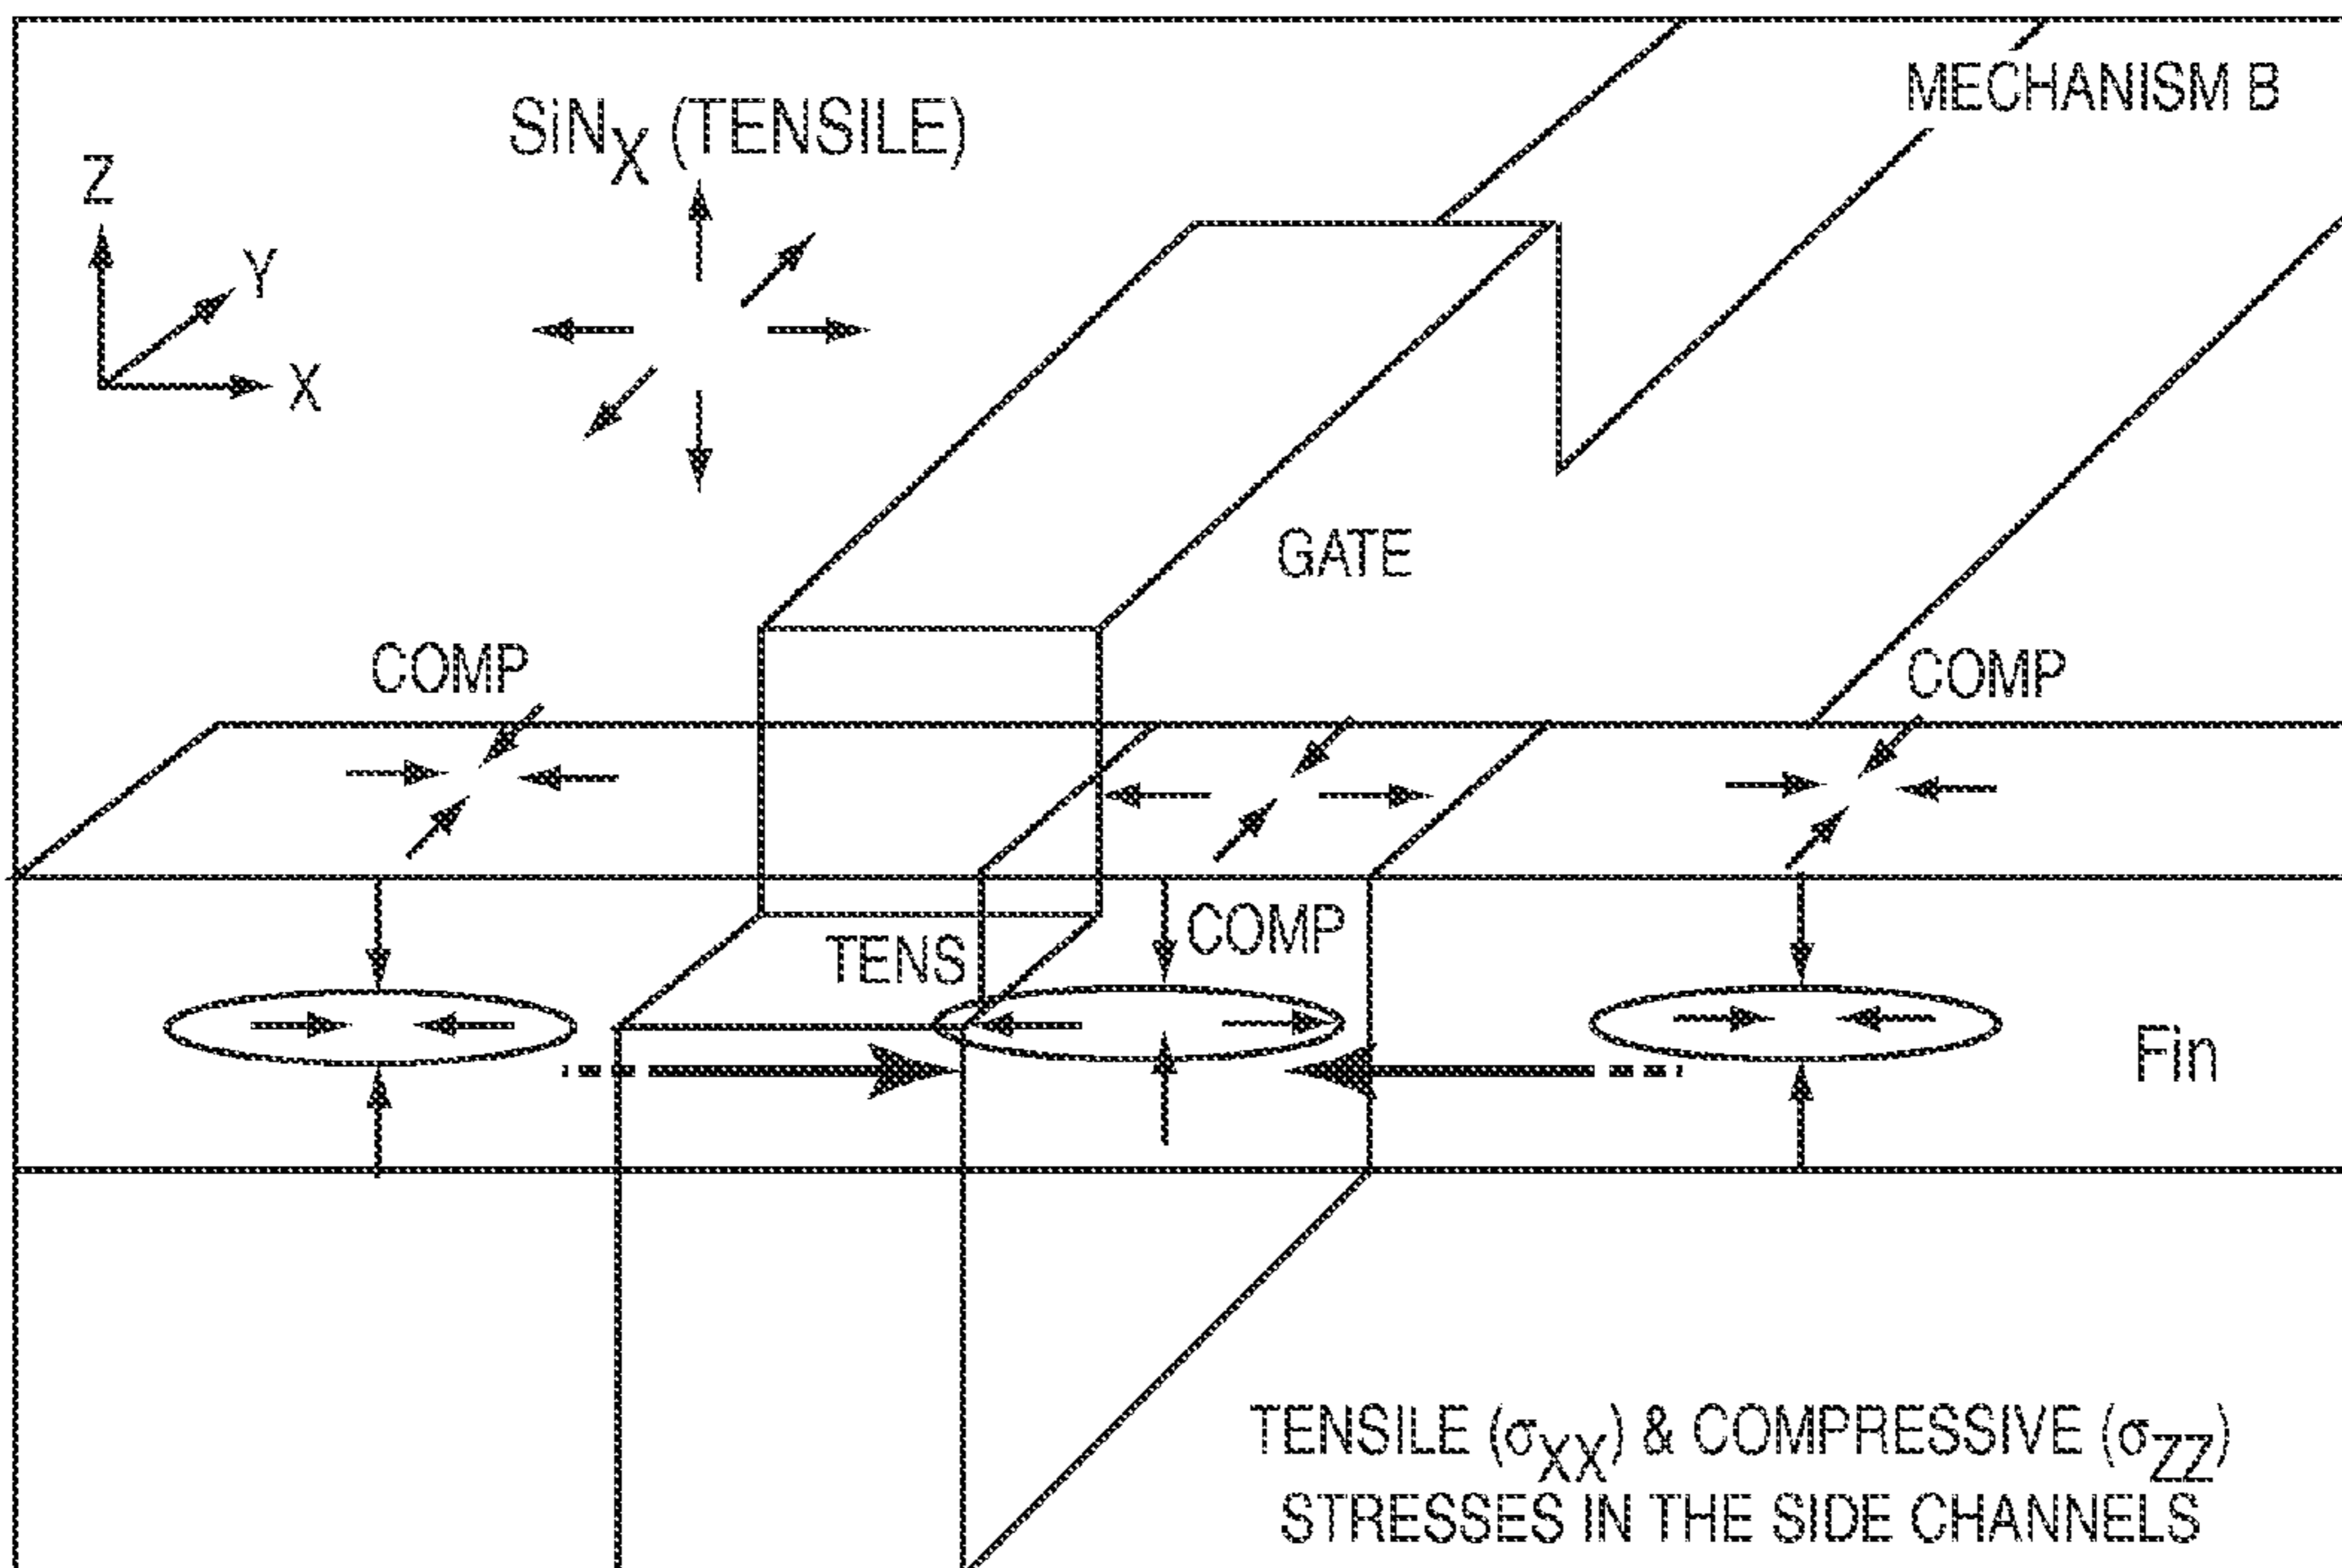 MECHANISM B
SiNX (TENSILE)
Z
Y
X
GATE
COMP
COMP
COMP
TENS
Fin
TENSILE (σXX) & COMPRESSIVE (σZZ)
STRESSES IN THE SIDE CHANNELS